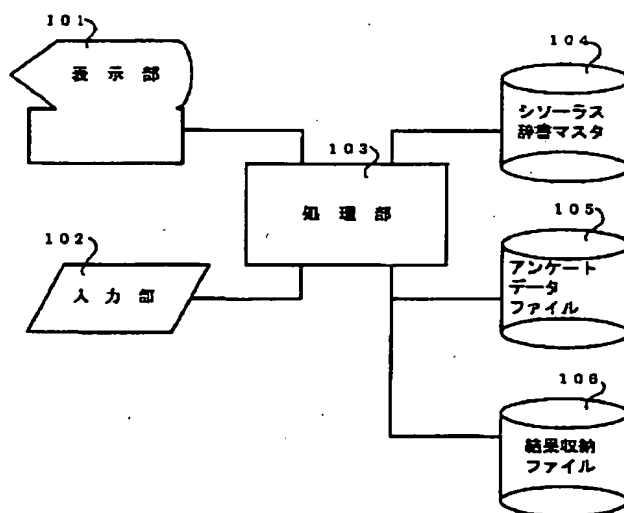 101
表示部
104
シソーラス
辞書マスタ
103
処理部
102
入力部
105
アンケート
データ
ファイル
106
結果収納
ファイル